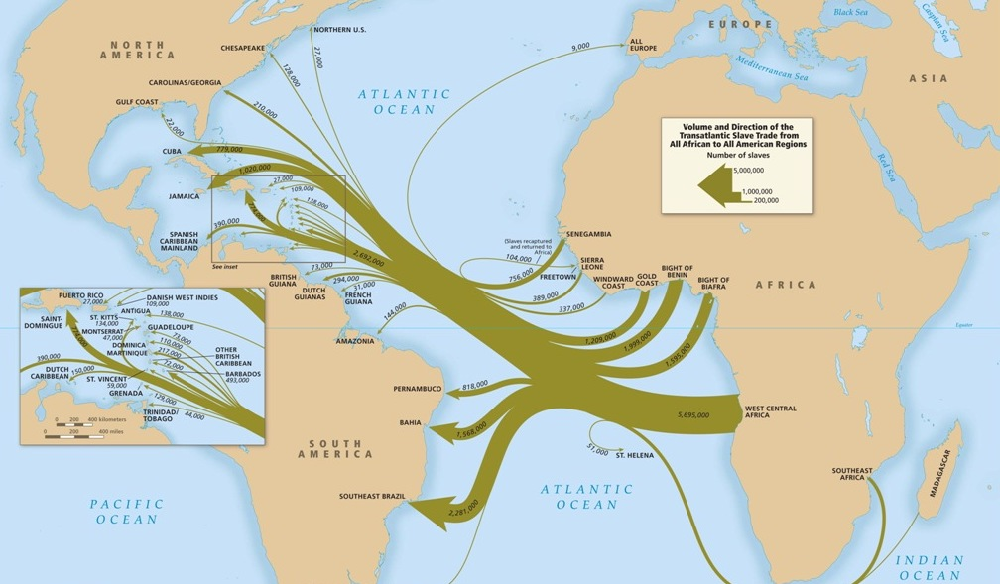 NORTH
AMERICA
NORTHERN U.S.
CHESAPEAKE
27,000
128,000
CAROLINAS/GEORGIA
210,000
GULF COAST
22,000
CUBA
779,000
1,020,000
JAMAICA
27,000
109,000
138,000
SPANISH
CARIBBEAN
MAINLAND
390,000
774,000
2,692,000
See inset
BRITISH
GUIANA
73,000
DUTCH
GUIANAS
294,000
FRENCH
GUIANA
31,000
AMAZONIA
144,000
ATLANTIC
OCEAN
9,000
ALL
EUROPE
EUROPE
Black Sea
Caspian Sea
Mediterranean Sea
ASIA
Red Sea
Volume and Direction of the
Transatlantic Slave Trade from
All African to All American Regions
Number of slaves
5,000,000
1,000,000
200,000
SENEGAMBIA
(Slaves recaptured
and returned to
Africa)
104,000
SIERRA
LEONE
FREETOWN
756,000
389,000
337,000
WINDWARD
COAST
GOLD
COAST
BIGHT OF
BENIN
BIGHT OF
BIAFRA
AFRICA
1,209,000
1,999,000
1,595,000
Equator
PUERTO RICO
27,000
DANISH WEST INDIES
109,000
SAINT-
DOMINGUE
ANTIGUA
138,000
ST. KITTS
134,000
MONTSERRAT
47,000
GUADELOUPE
73,000
DOMINICA
110,000
MARTINIQUE
217,000
72,000
OTHER
BRITISH
CARIBBEAN
774,000
390,000
DUTCH
CARIBBEAN
150,000
BARBADOS
493,000
ST. VINCENT
59,000
GRENADA
129,000
TRINIDAD/
TOBAGO
44,000
0 200 400 kilometers
0 200 400 miles
PERNAMBUCO
818,000
BAHIA
1,568,000
SOUTH
AMERICA
SOUTHEAST BRAZIL
2,281,000
5,695,000
WEST CENTRAL
AFRICA
51,000
ST. HELENA
ATLANTIC
OCEAN
PACIFIC
OCEAN
SOUTHEAST
AFRICA
MADAGASCAR
INDIAN
OCEAN